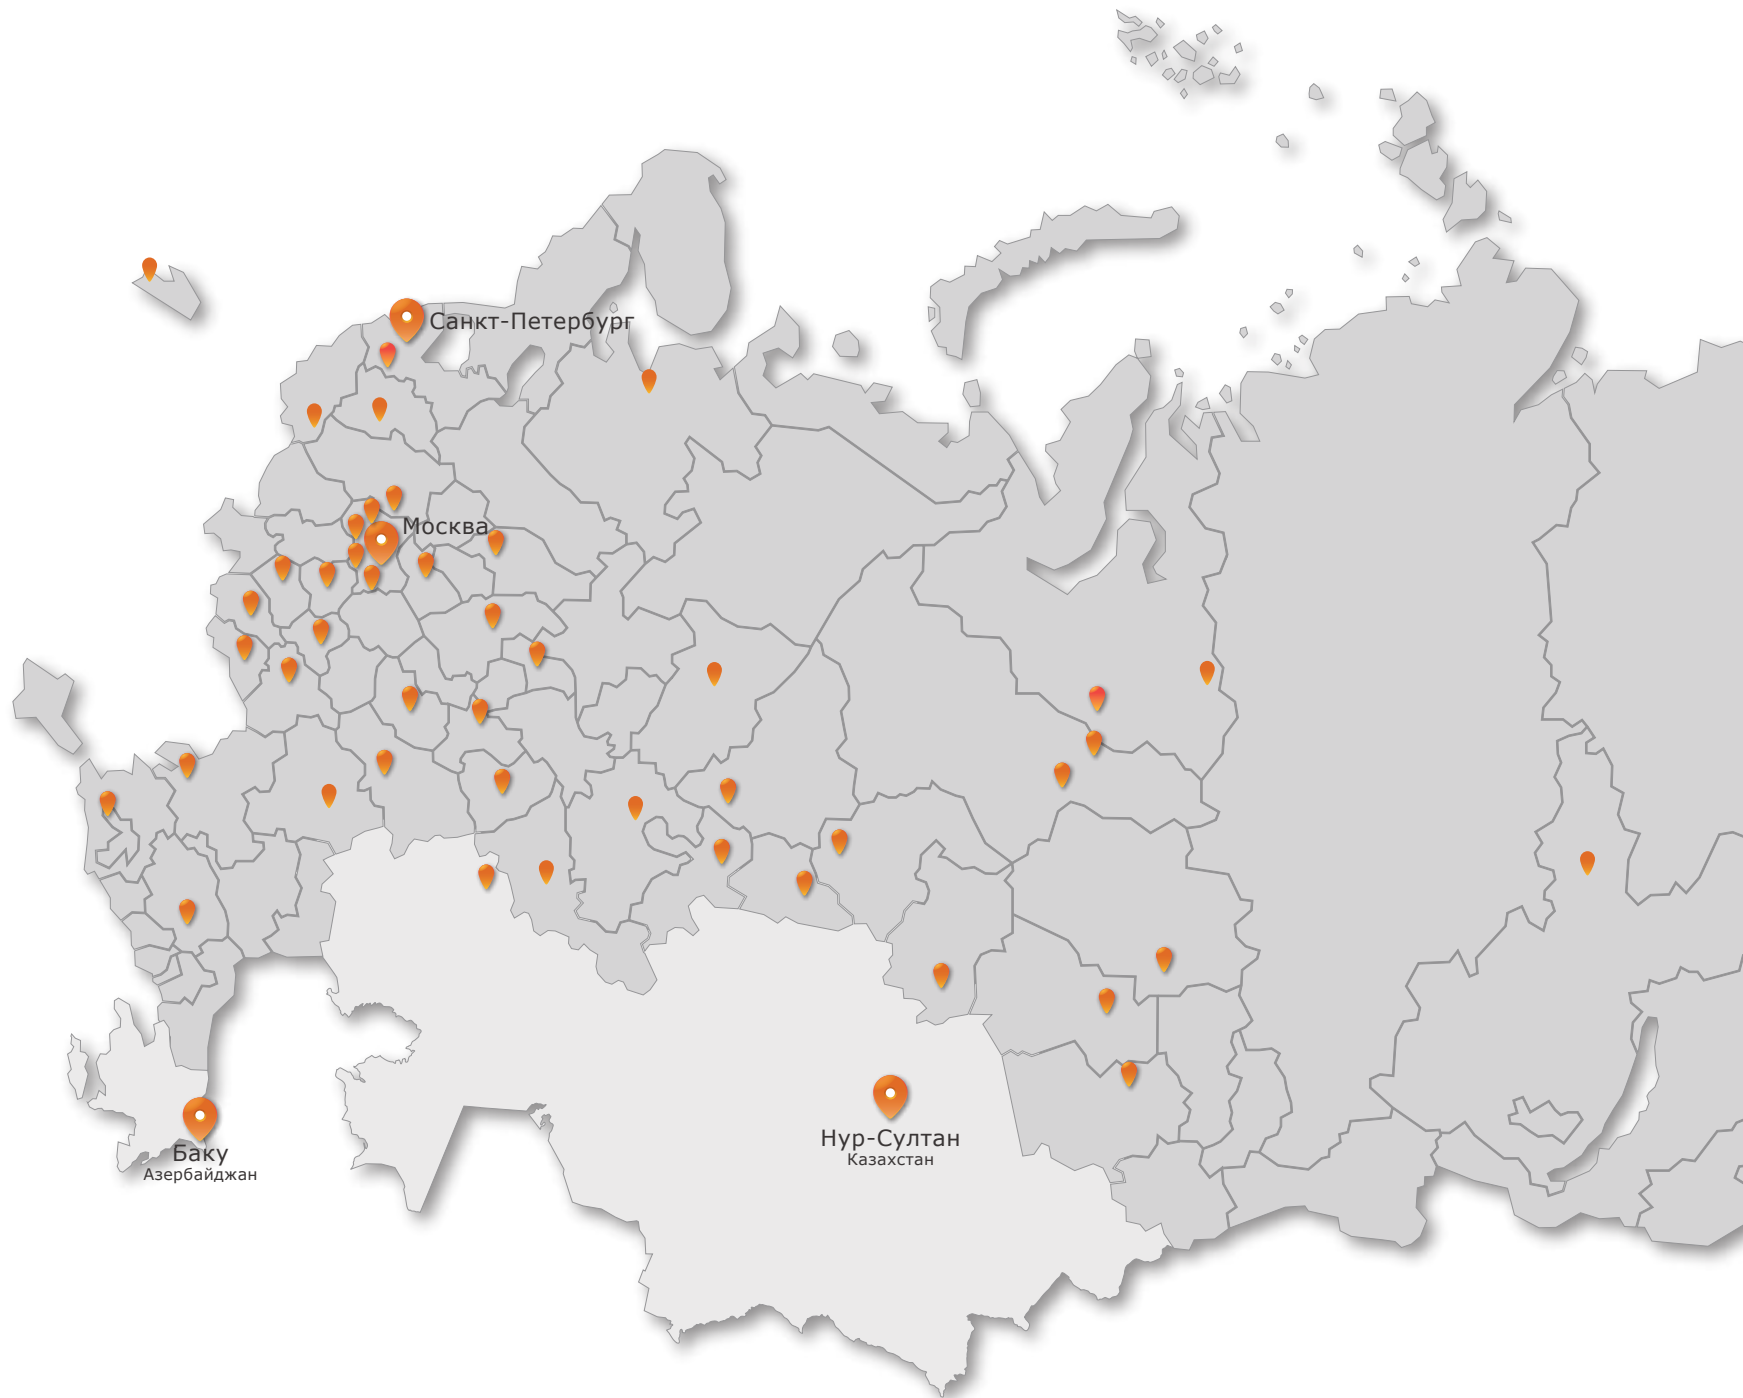 Санкт-Петербург
Москва
Баку
Азербайджан
Нур-Султан
Казахстан